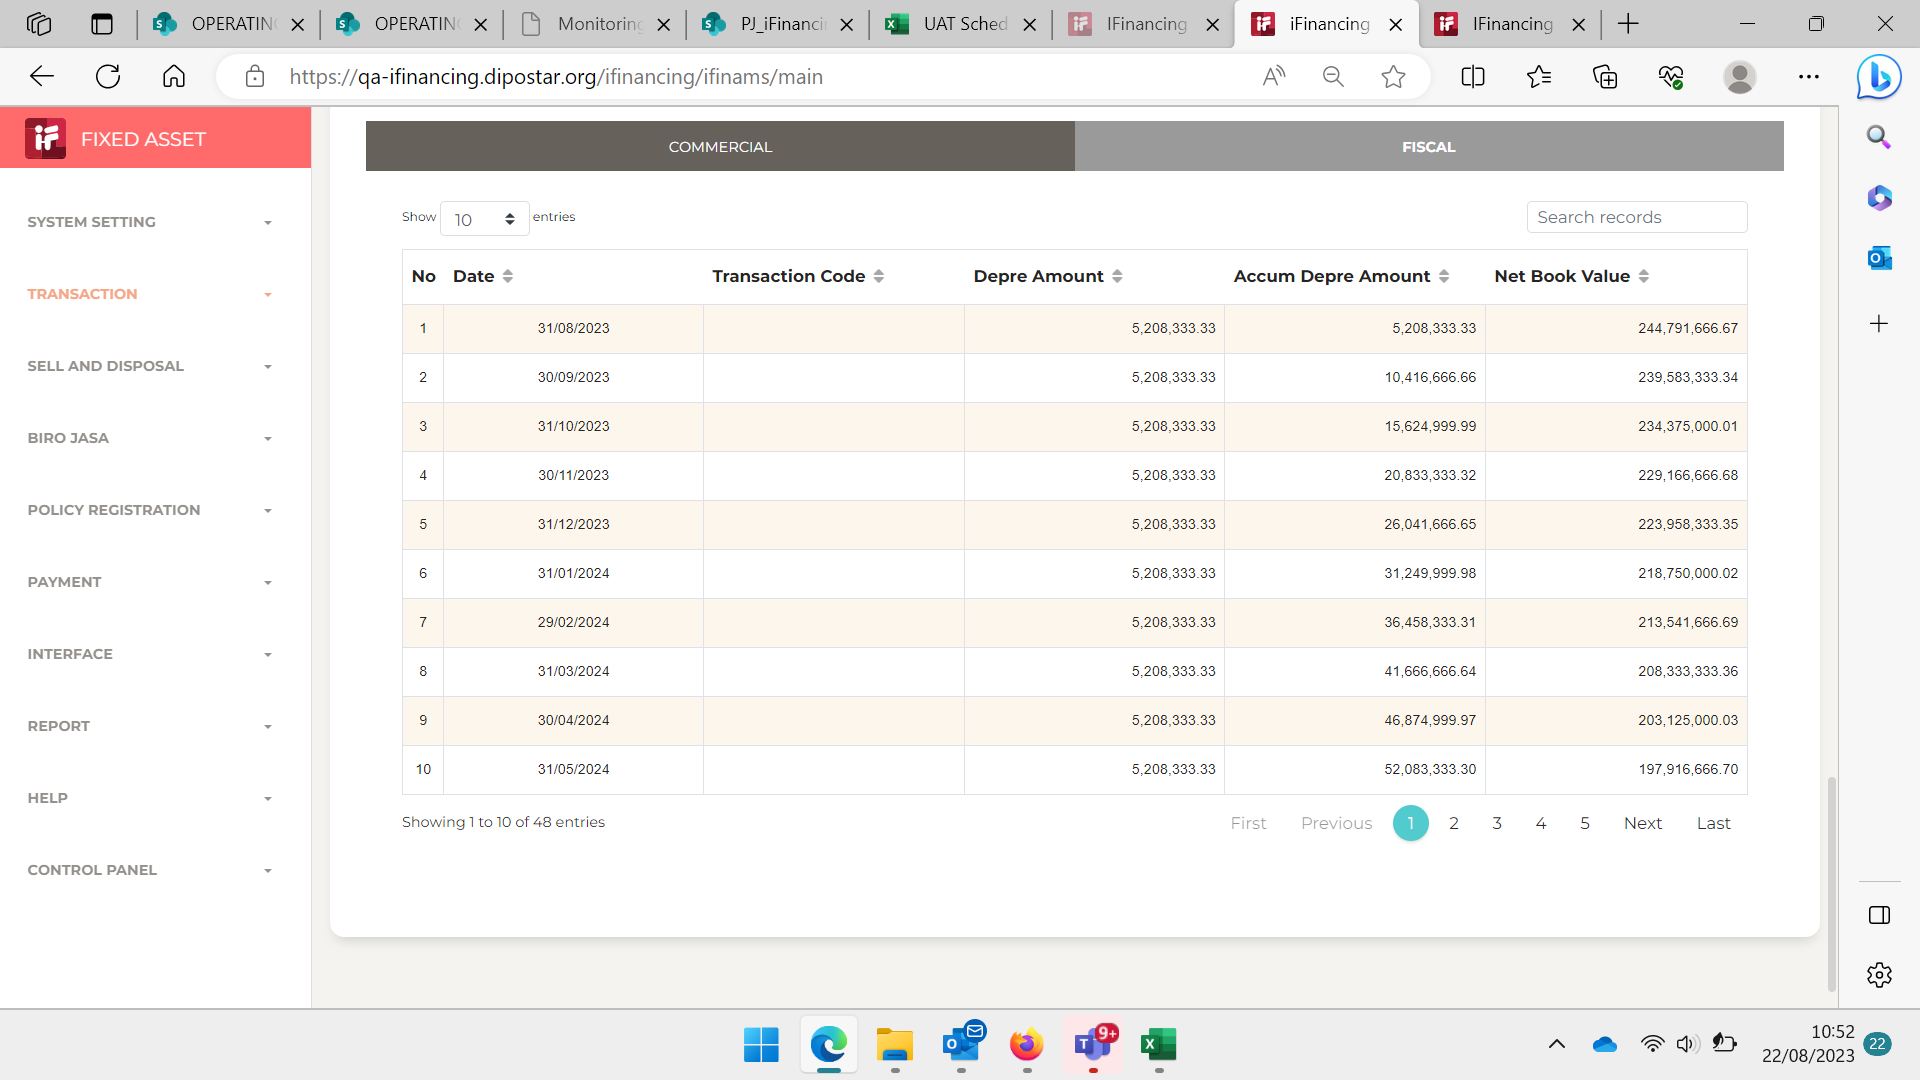 OPERATIN
OPERATIN
Monitoring
PJ_iFinanci
UAT Sched
IFinancing
iFinancing
IFinancing
https://qa-ifinancing.dipostar.org/ifinancing/ifinams/main
FIXED ASSET
SYSTEM SETTING
TRANSACTION
SELL AND DISPOSAL
BIRO JASA
POLICY REGISTRATION
PAYMENT
INTERFACE
REPORT
HELP
CONTROL PANEL
COMMERCIAL
FISCAL
Show 10 entries
Search records
No Date Transaction Code Depre Amount Accum Depre Amount Net Book Value
1 31/08/2023 5,208,333.33 5,208,333.33 244,791,666.67
2 30/09/2023 5,208,333.33 10,416,666.66 239,583,333.34
3 31/10/2023 5,208,333.33 15,624,999.99 234,375,000.01
4 30/11/2023 5,208,333.33 20,833,333.32 229,166,666.68
5 31/12/2023 5,208,333.33 26,041,666.65 223,958,333.35
6 31/01/2024 5,208,333.33 31,249,999.98 218,750,000.02
7 29/02/2024 5,208,333.33 36,458,333.31 213,541,666.69
8 31/03/2024 5,208,333.33 41,666,666.64 208,333,333.36
9 30/04/2024 5,208,333.33 46,874,999.97 203,125,000.03
10 31/05/2024 5,208,333.33 52,083,333.30 197,916,666.70
Showing 1 to 10 of 48 entries
First Previous 1 2 3 4 5 Next Last
9+
10:52
22/08/2023
22